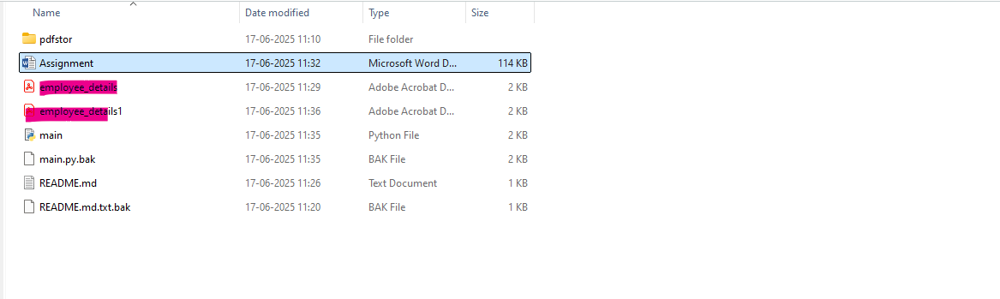 Name Date modified Type Size
pdfstor 17-06-2025 11:10 File folder
Assignment 17-06-2025 11:32 Microsoft Word D... 114 KB
employee_details 17-06-2025 11:29 Adobe Acrobat D... 2 KB
employee_details1 17-06-2025 11:36 Adobe Acrobat D... 2 KB
main 17-06-2025 11:35 Python File 2 KB
main.py.bak 17-06-2025 11:35 BAK File 2 KB
README.md 17-06-2025 11:26 Text Document 1 KB
README.md.txt.bak 17-06-2025 11:20 BAK File 1 KB